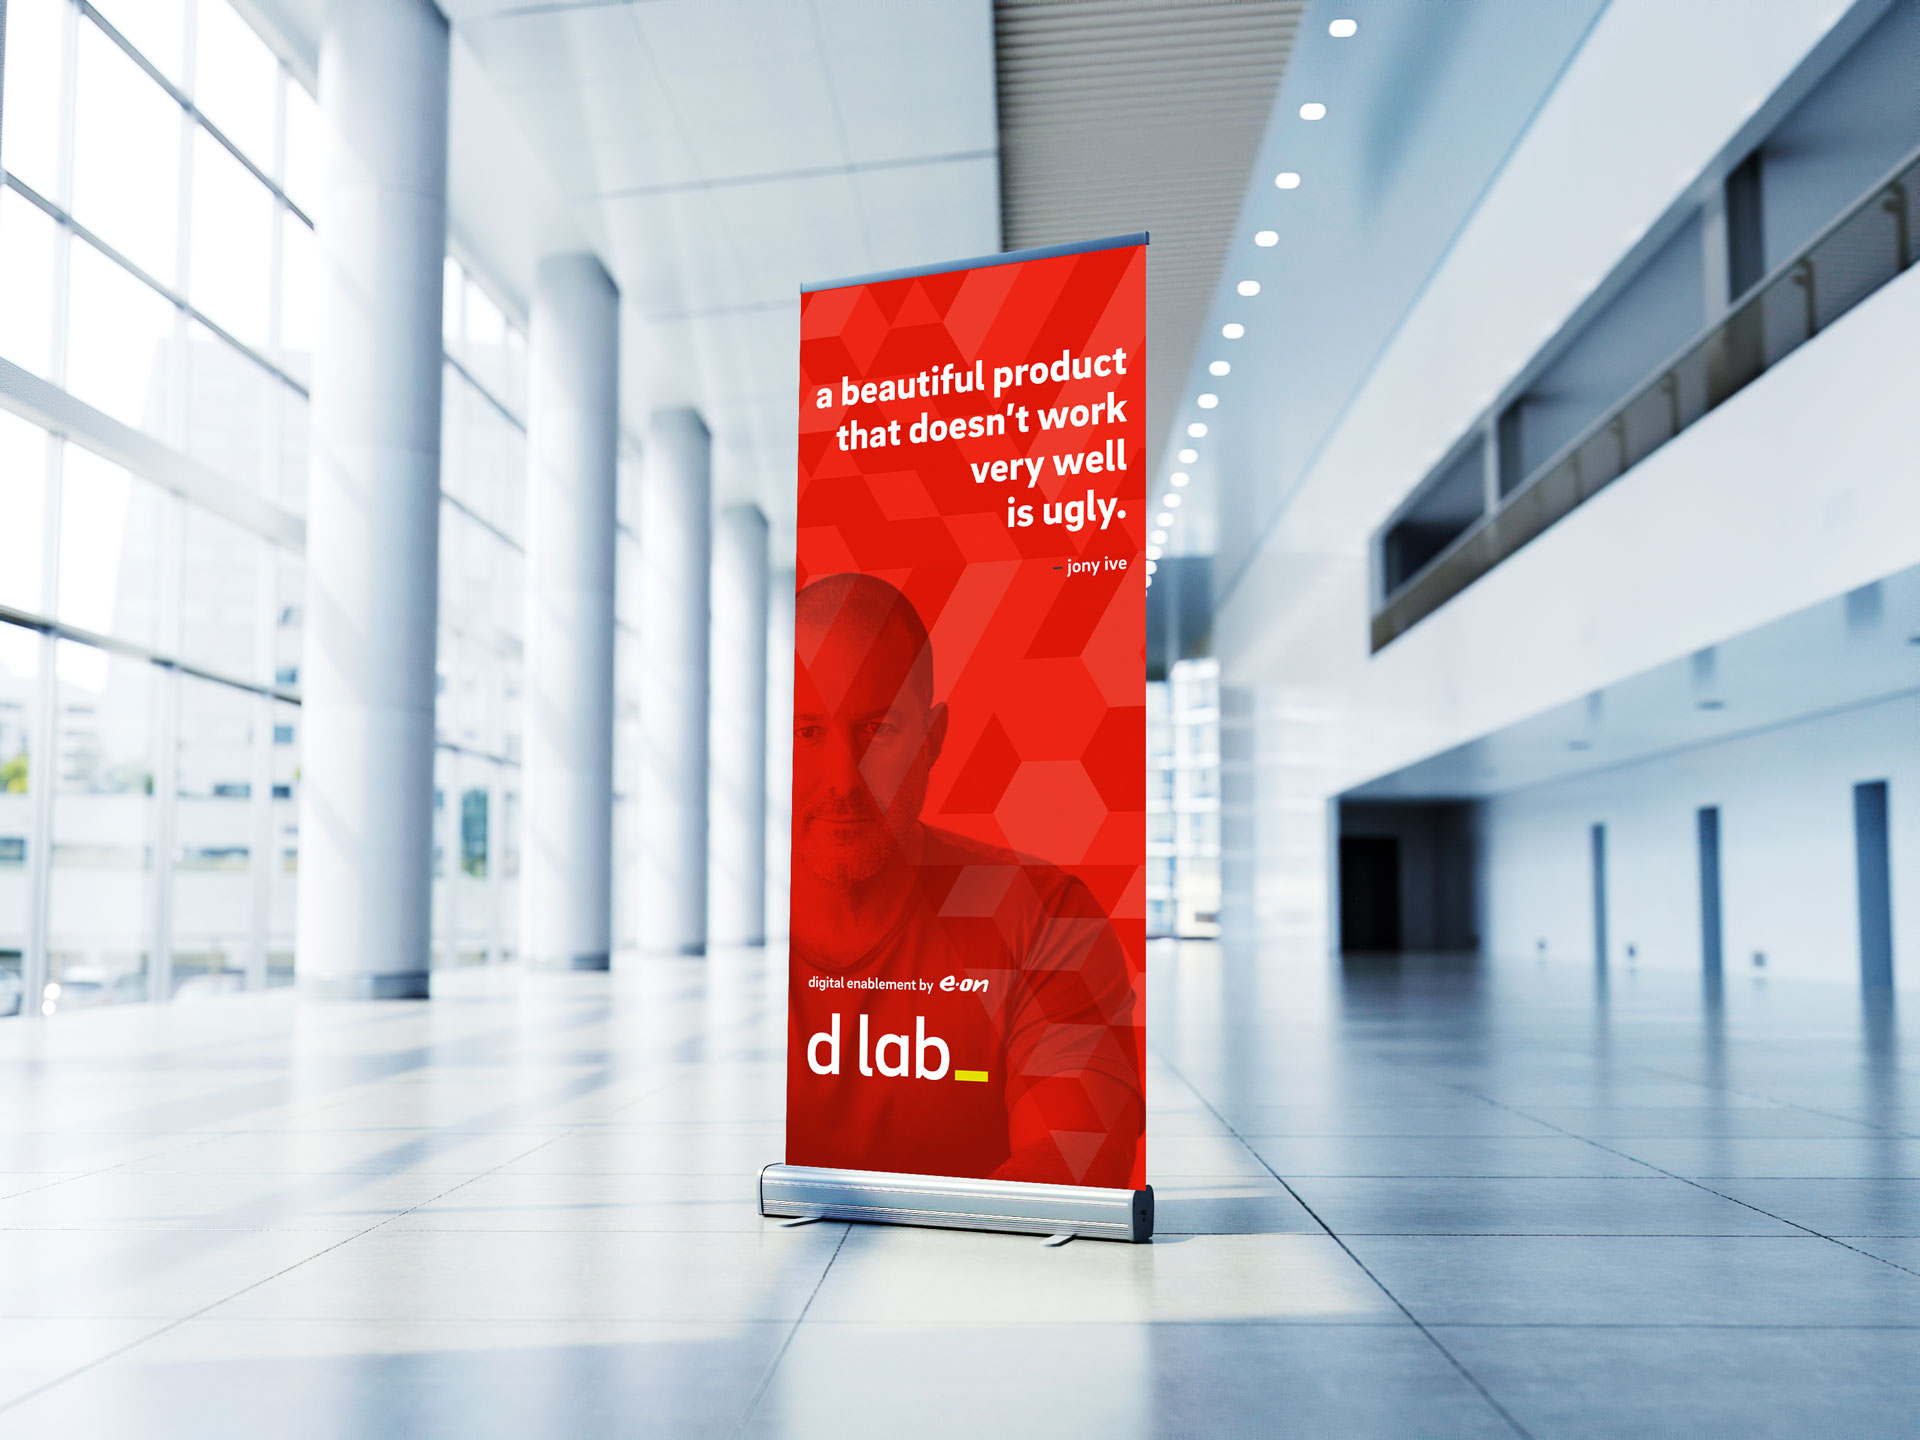 a beautiful product
that doesn't work
very well
is ugly.
– jony ive
digital enablement by e·on
d lab_